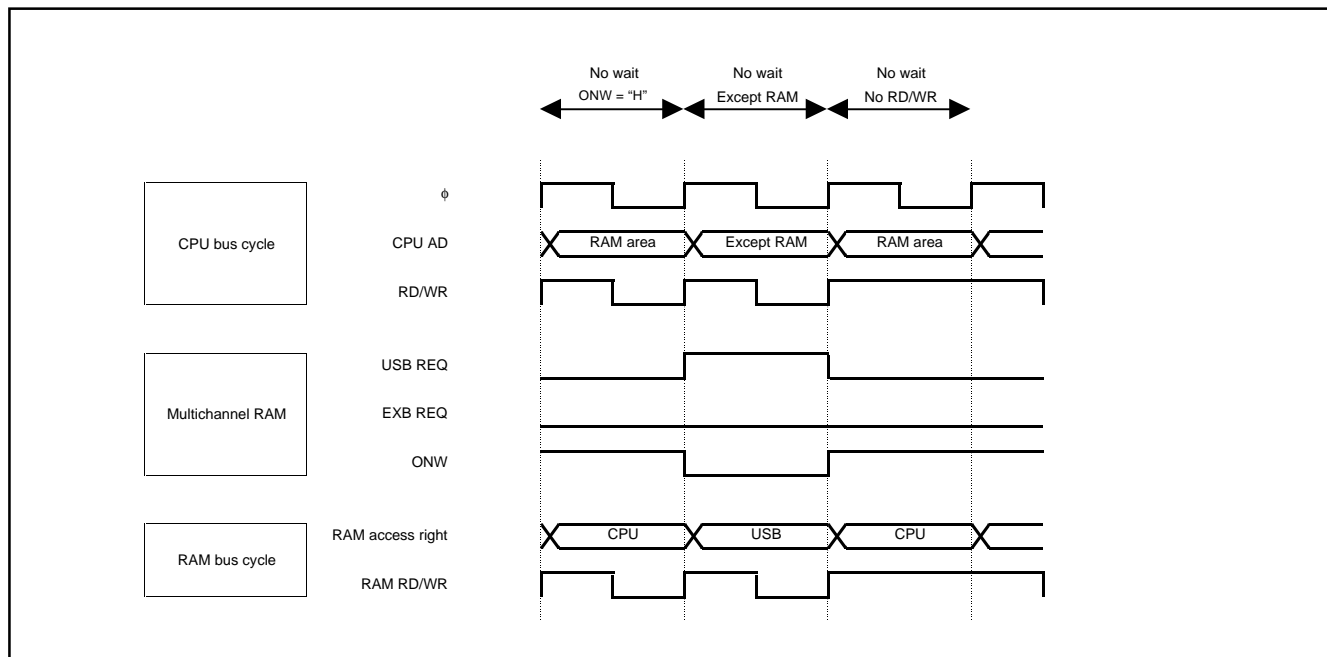 No wait No wait No wait
ONW = “H” Except RAM No RD/WR
ϕ
CPU bus cycle
CPU AD RAM area Except RAM RAM area
RD/WR
USB REQ
Multichannel RAM
EXB REQ
ONW
RAM access right CPU USB CPU
RAM bus cycle
RAM RD/WR